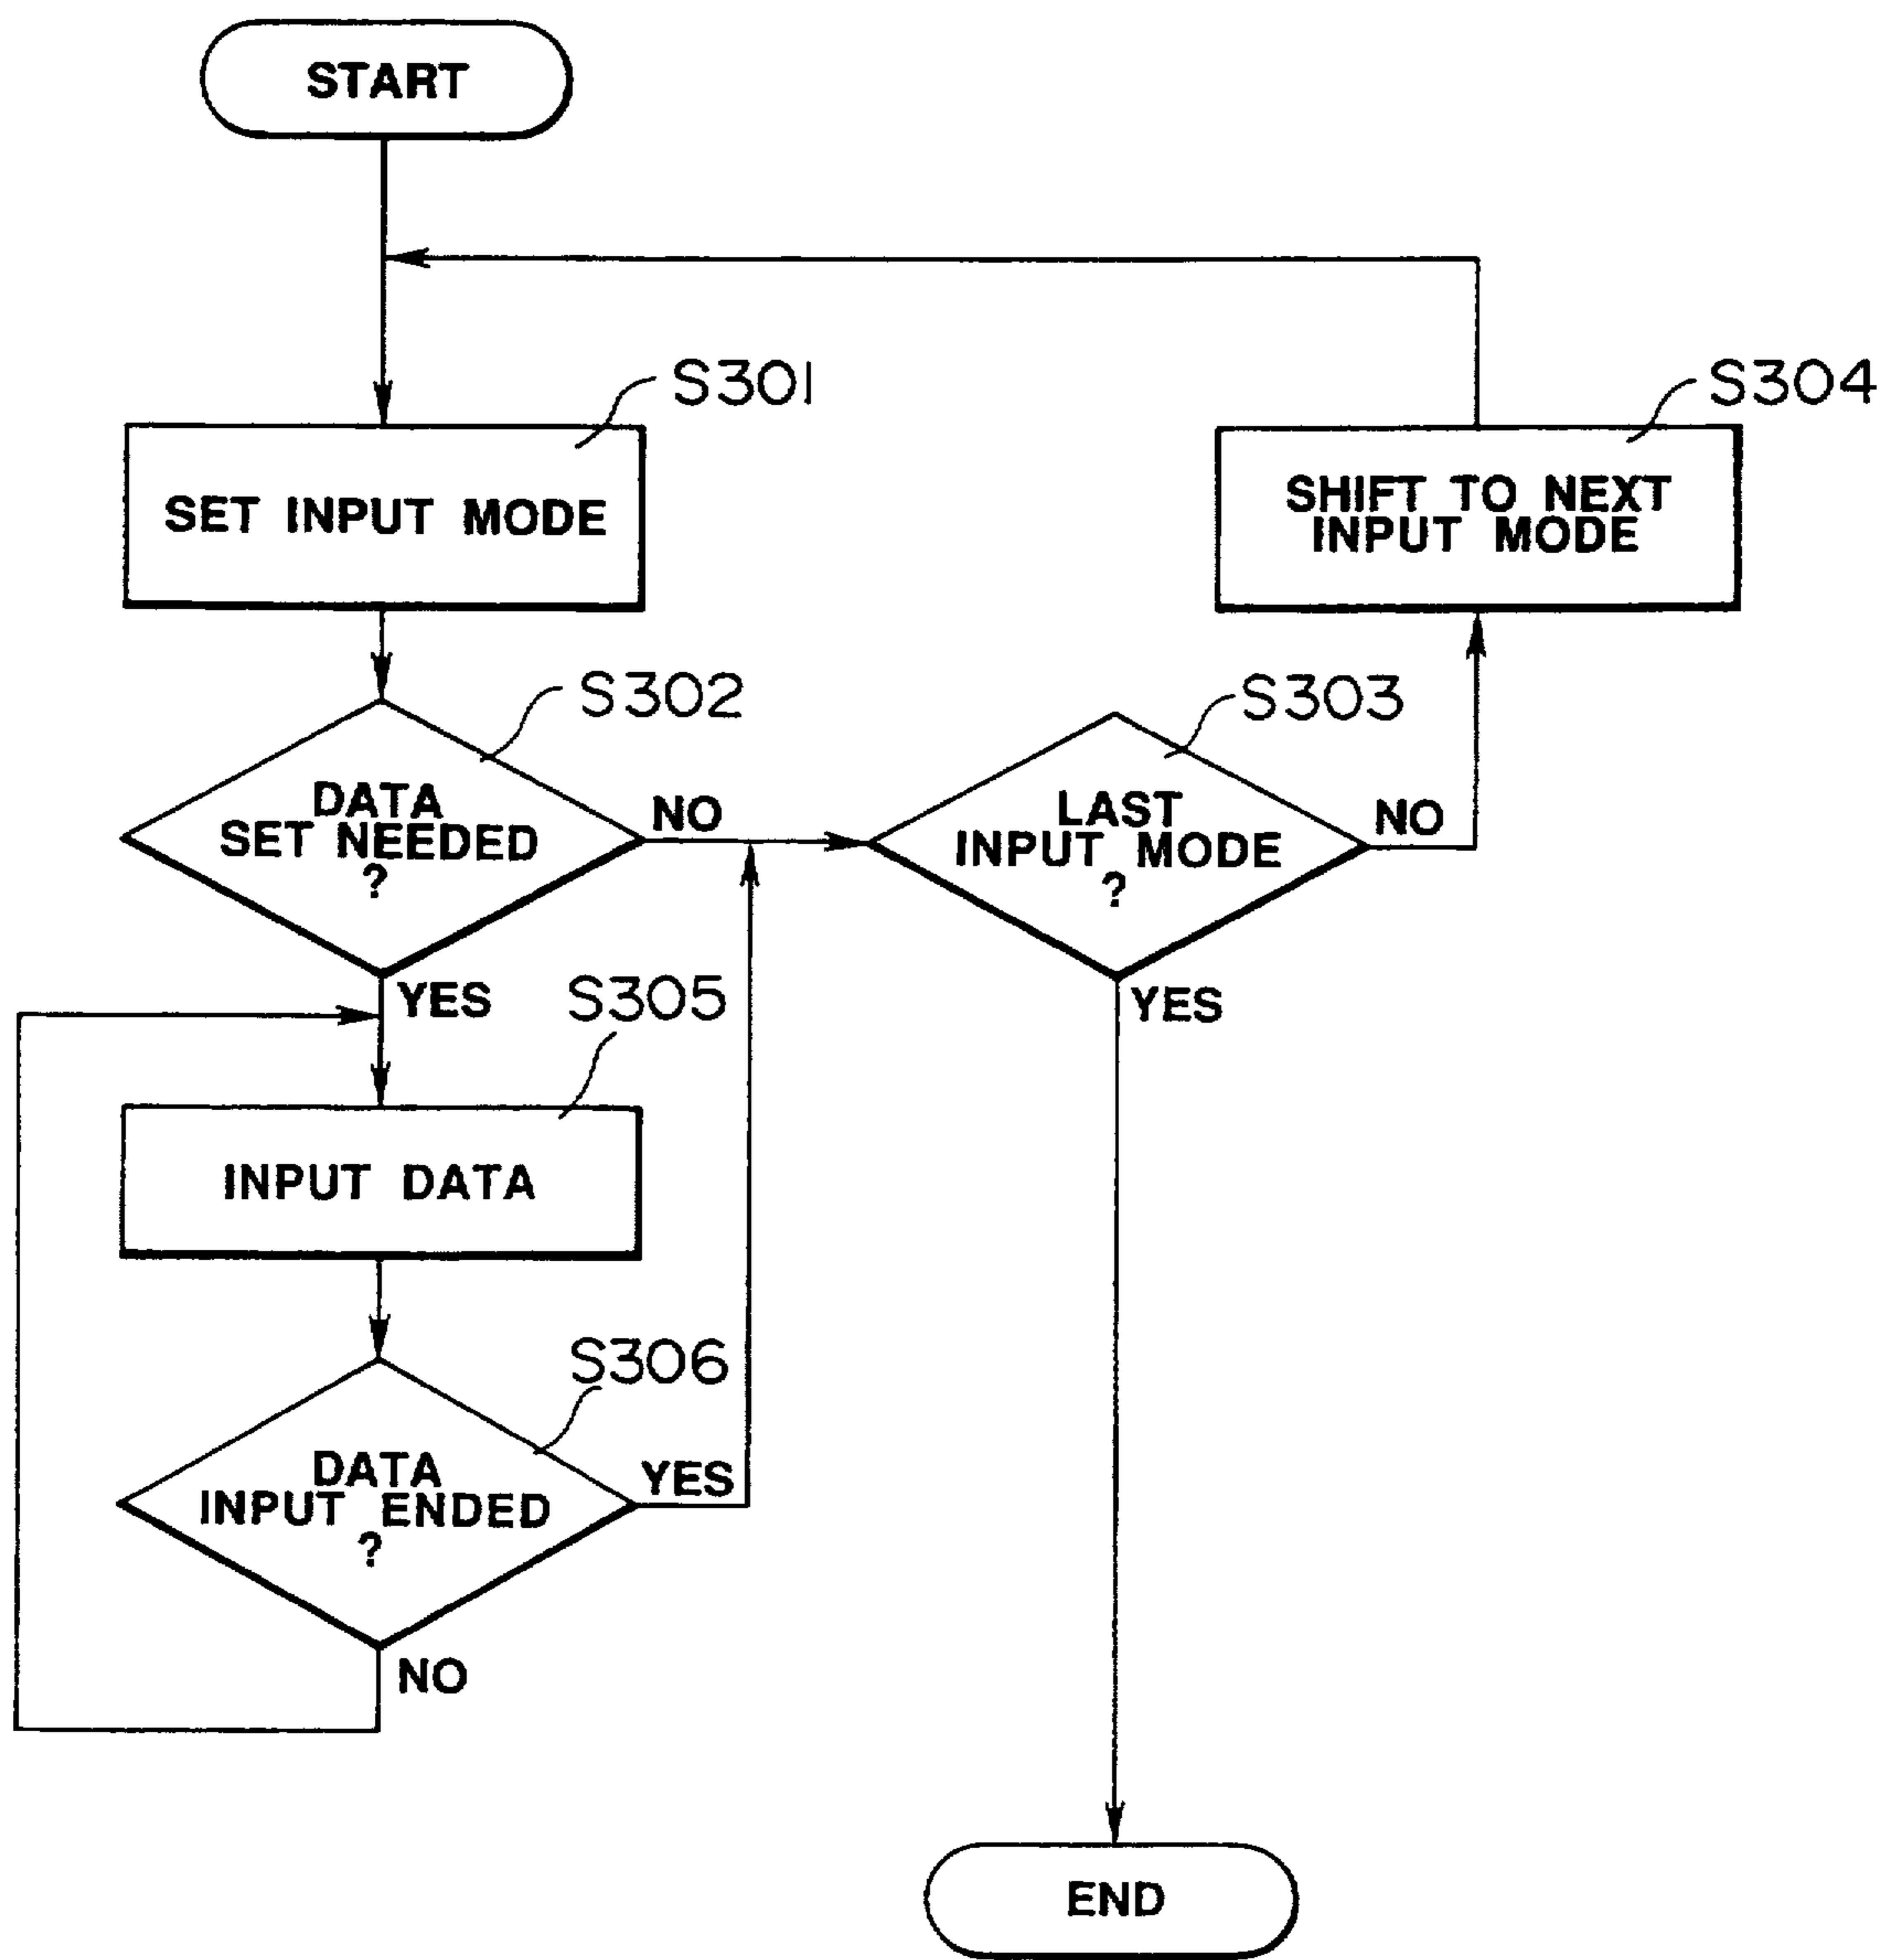 START
S301
SET INPUT MODE
S304
SHIFT TO NEXT
INPUT MODE
S302
DATA
SET NEEDED
?
NO
YES
S303
LAST
INPUT MODE
?
NO
YES
S305
INPUT DATA
S306
DATA
INPUT ENDED
?
YES
NO
END